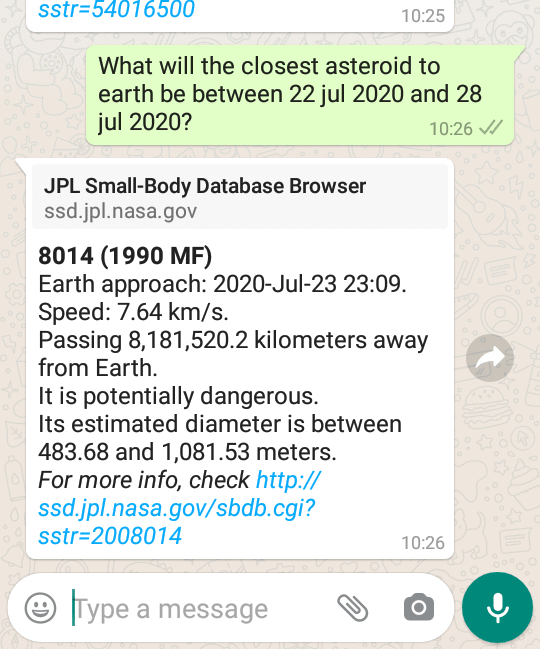 sstr=54016500
10:25
What will the closest asteroid to
earth be between 22 jul 2020 and 28
jul 2020?
10:26
JPL Small-Body Database Browser
ssd.jpl.nasa.gov
8014 (1990 MF)
Earth approach: 2020-Jul-23 23:09.
Speed: 7.64 km/s.
Passing 8,181,520.2 kilometers away
from Earth.
It is potentially dangerous.
Its estimated diameter is between
483.68 and 1,081.53 meters.
For more info, check http://
ssd.jpl.nasa.gov/sbdb.cgi?
sstr=2008014
10:26
Type a message